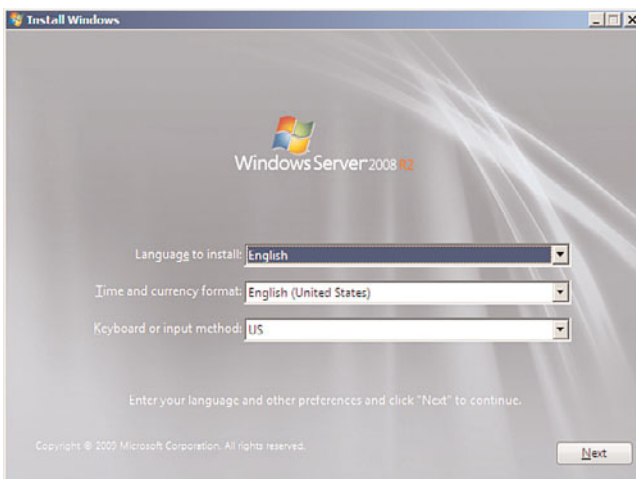 Install Windows
Windows Server 2008 R2
Language to install: English
Time and currency format: English (United States)
Keyboard or input method: US
Enter your language and other preferences and click "Next" to continue.
Copyright © 2009 Microsoft Corporation. All rights reserved.
Next